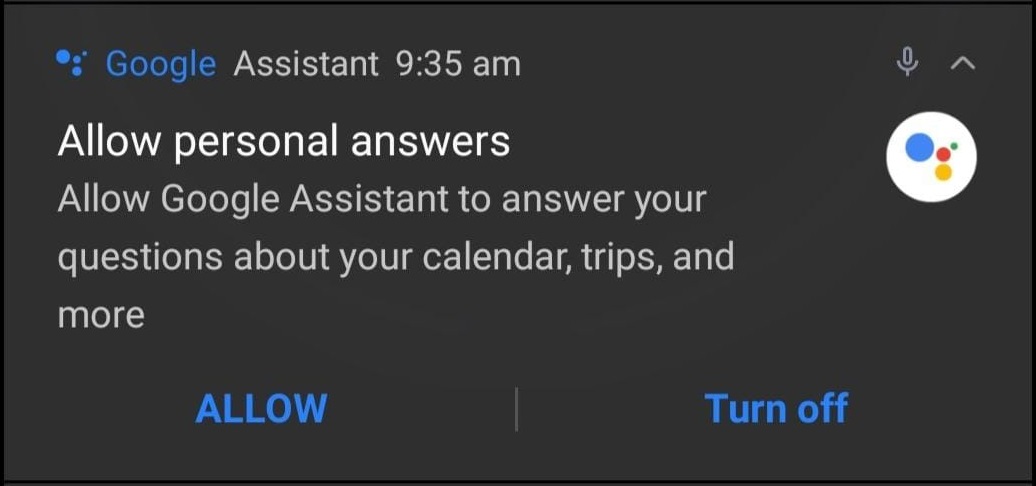 Google Assistant 9:35 am
Allow personal answers
Allow Google Assistant to answer your
questions about your calendar, trips, and
more
ALLOW | Turn off